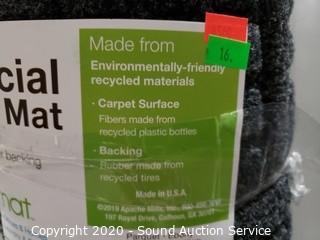 Made from
$ 16.
Environmentally-friendly
recycled materials
cial
Mat
· Carpet Surface
Fibers made from
recycled plastic bottles
r backing
· Backing
Rubber made from
recycled tires
Made in U.S.A.
mat
©2019 Apache Mills, Inc.
197 Royal Drive, Calhoun, GA 30701
Copyright 2020 - Sound Auction Service